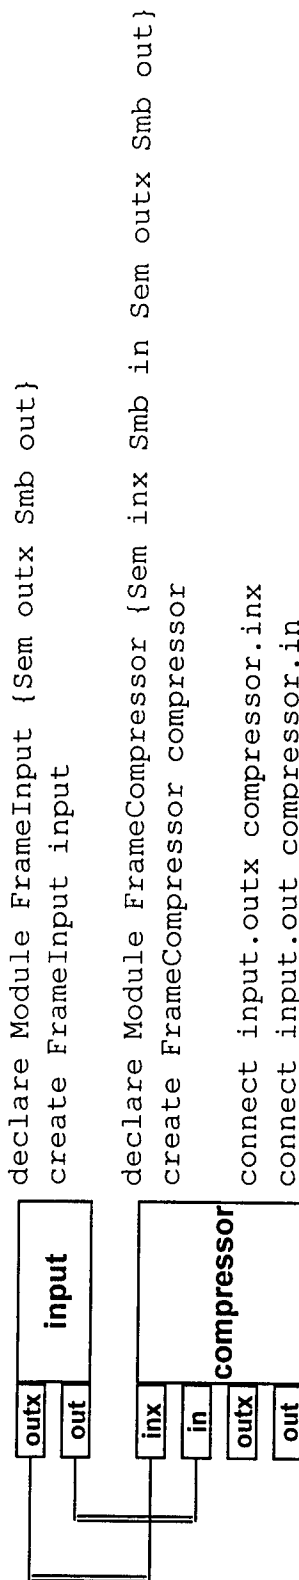 declare Module FrameInput {Sem outx Smb out}
create FrameInput input
declare Module FrameCompressor {Sem inx Smb in Sem outx Smb out}
create FrameCompressor compressor
connect input.outx compressor.inx
connect input.out compressor.in
input
outx
out
compressor
inx
in
outx
out